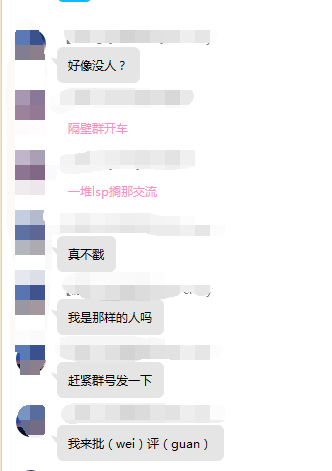 好像没人？
隔壁群开车
一堆lsp搁那交流
真不戳
我是那样的人吗
赶紧群号发一下
我来批（wei）评（guan）